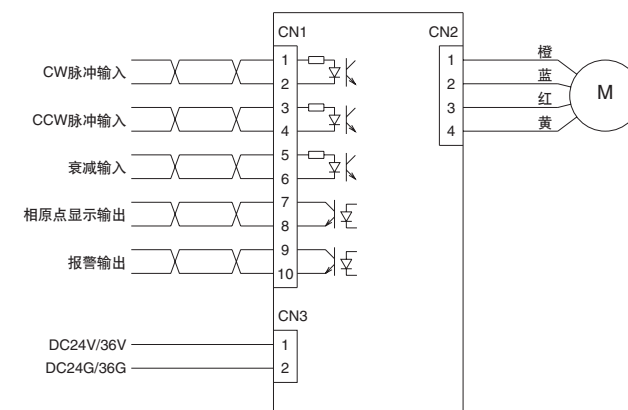 CN1
CN2
CW脉冲输入
1
2
CCW脉冲输入
3
4
衰减输入
5
6
相原点显示输出
7
8
报警输出
9
10
1
2
3
4
橙
蓝
红
黄
M
CN3
DC24V/36V
1
DC24G/36G
2